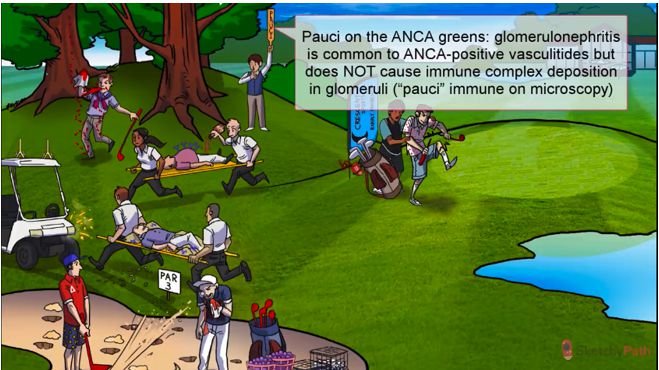 Pauci on the ANCA greens: glomerulonephritis
is common to ANCA-positive vasculitides but
does NOT cause immune complex deposition
in glomeruli (“pauci” immune on microscopy)
PAUCI
PAR
3
SketchyPath